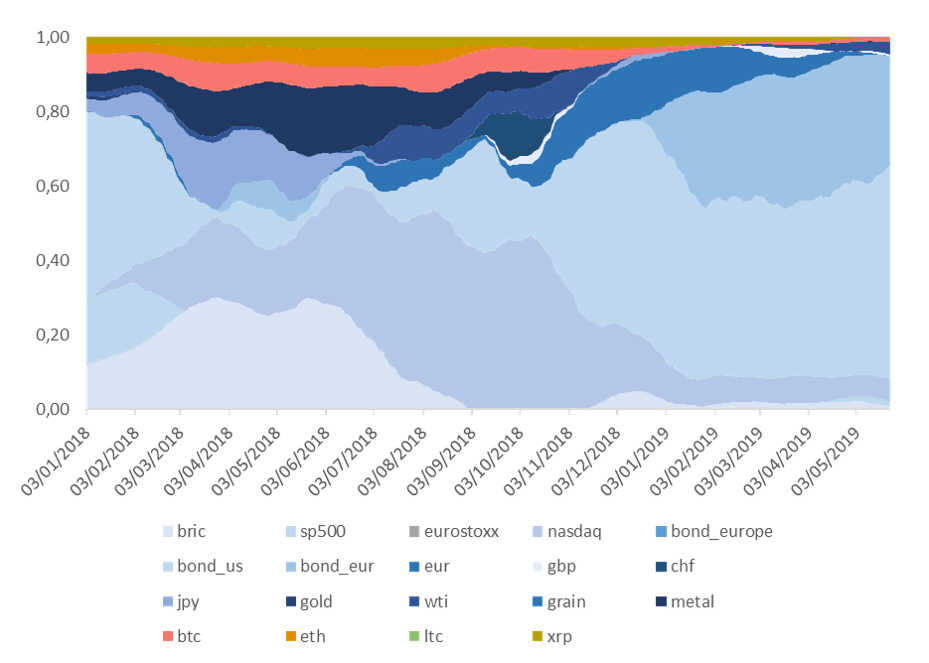 1,00
0,80
0,60
0,40
0,20
0,00
03/01/2018 03/02/2018 03/03/2018 03/04/2018 03/05/2018 03/06/2018 03/07/2018 03/08/2018 03/09/2018 03/10/2018 03/11/2018 03/12/2018 03/01/2019 03/02/2019 03/03/2019 03/04/2019 03/05/2019
bric sp500 eurostoxx nasdaq bond_europe
bond_us bond_eur eur gbp chf
jpy gold wti grain metal
btc eth ltc xrp